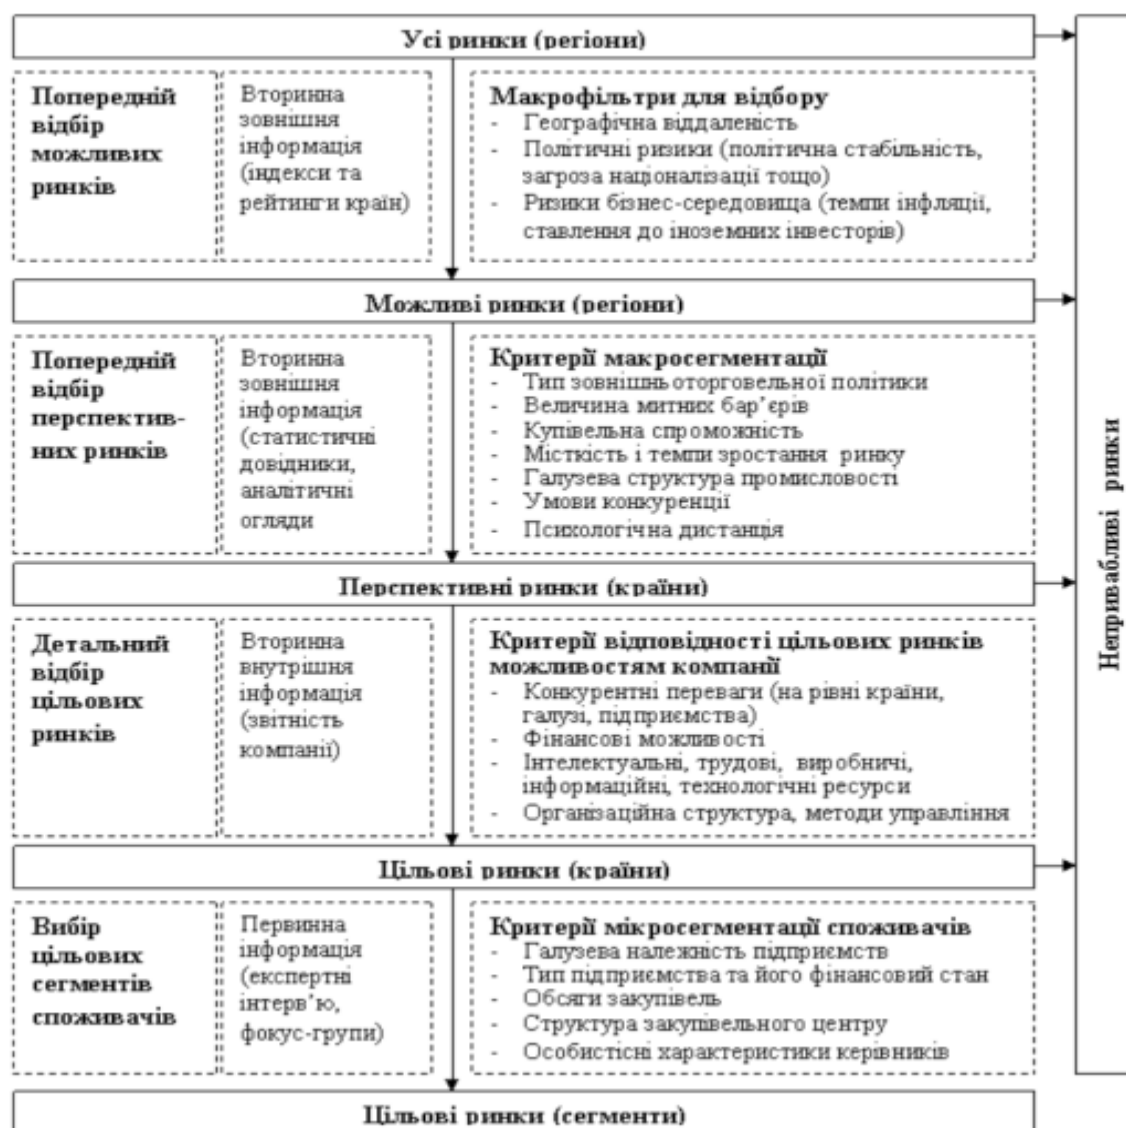 Усі ринки (регіони)
Попередній
відбір
можливих
ринків
Вторинна
зовнішня
інформація
(індекси та
рейтинги країн)
Макрофільтри для відбору
- Географічна віддаленість
- Політичні ризики (політична стабільність,
загроза націоналізації тощо)
- Ризики бізнес-середовища (темпи інфляції,
ставлення до іноземних інвесторів)
Можливі ринки (регіони)
Попередній
відбір
перспектив-
них ринків
Вторинна
зовнішня
інформація
(статистичні
довідники,
аналітичні
огляди
Критерії макросегментації
- Тип зовнішньоторговельної політики
- Величина митних бар’єрів
- Купівельна спроможність
- Місткість і темпи зростання ринку
- Галузева структура промисловості
- Умови конкуренції
- Психологічна дистанція
Перспективні ринки (країни)
Детальний
відбір
цільових
ринків
Вторинна
внутрішня
інформація
(звітність
компанії)
Критерії відповідності цільових ринків
можливостям компанії
- Конкурентні переваги (на рівні країни,
галузі, підприємства)
- Фінансові можливості
- Інтелектуальні, трудові, виробничі,
інформаційні, технологічні ресурси
- Організаційна структура, методи управління
Цільові ринки (країни)
Вибір
цільових
сегментів
споживачів
Первинна
інформація
(експертні
інтерв’ю,
фокус-групи)
Критерії мікросегментації споживачів
- Галузева належність підприємств
- Тип підприємства та його фінансовий стан
- Обсяги закупівель
- Структура закупівельного центру
- Особистісні характеристики керівників
Цільові ринки (сегменти)
Непривабливі ринки